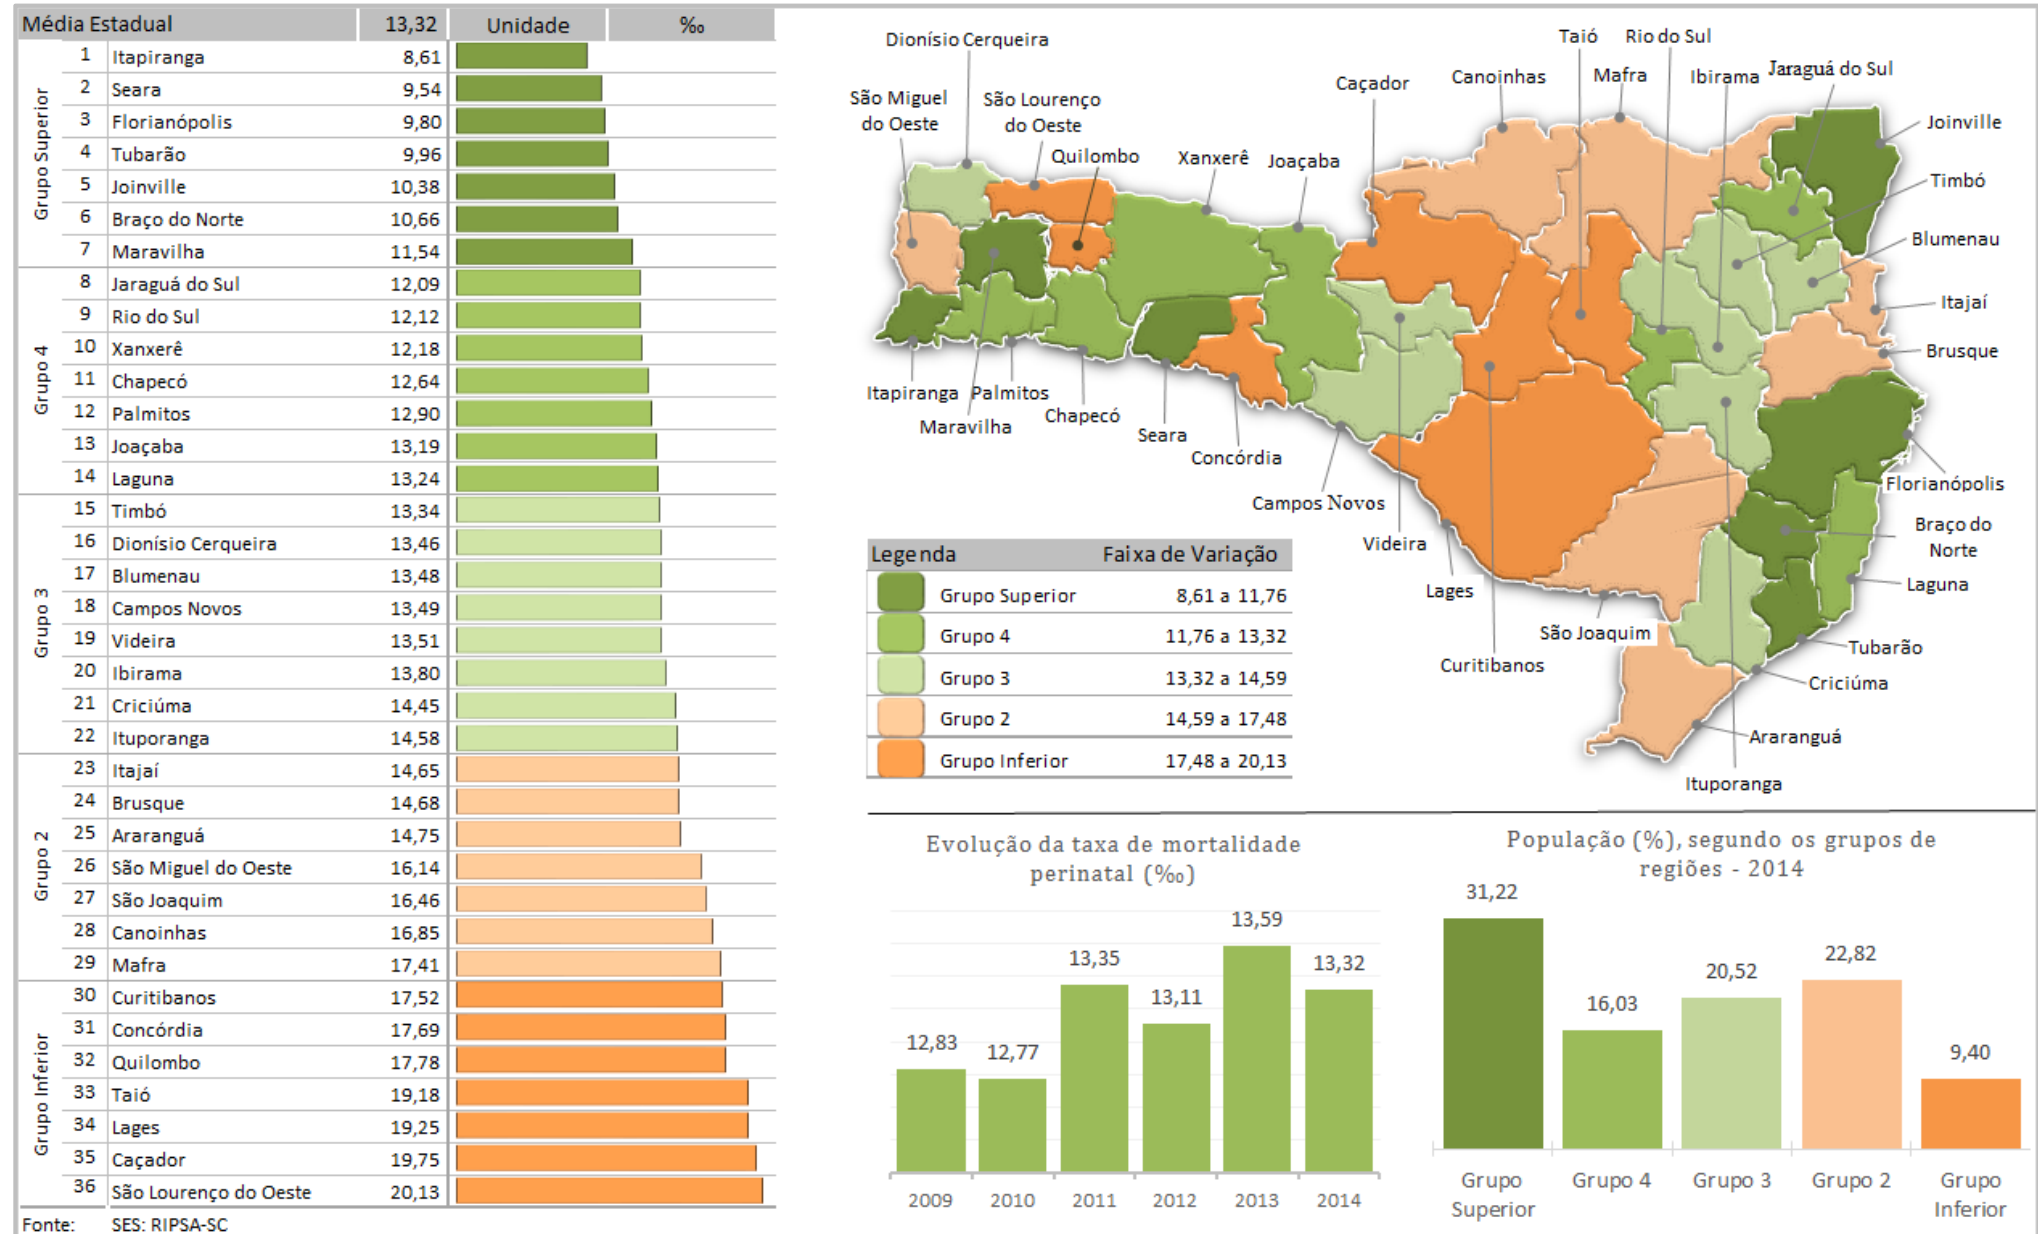 Média Estadual 13,32 Unidade ‰
Grupo Superior
1 Itapiranga 8,61
2 Seara 9,54
3 Florianópolis 9,80
4 Tubarão 9,96
5 Joinville 10,38
6 Braço do Norte 10,66
7 Maravilha 11,54
Grupo 4
8 Jaraguá do Sul 12,09
9 Rio do Sul 12,12
10 Xanxerê 12,18
11 Chapecó 12,64
12 Palmitos 12,90
13 Joaçaba 13,19
14 Laguna 13,24
Grupo 3
15 Timbó 13,34
16 Dionísio Cerqueira 13,46
17 Blumenau 13,48
18 Campos Novos 13,49
19 Videira 13,51
20 Ibirama 13,80
21 Criciúma 14,45
22 Ituporanga 14,58
Grupo 2
23 Itajaí 14,65
24 Brusque 14,68
25 Araranguá 14,75
26 São Miguel do Oeste 16,14
27 São Joaquim 16,46
28 Canoinhas 16,85
29 Mafra 17,41
Grupo Inferior
30 Curitibanos 17,52
31 Concórdia 17,69
32 Quilombo 17,78
33 Taió 19,18
34 Lages 19,25
35 Caçador 19,75
36 São Lourenço do Oeste 20,13
Fonte: SES: RIPSA-SC
Dionísio Cerqueira
São Miguel
do Oeste
São Lourenço
do Oeste
Quilombo
Xanxerê
Joaçaba
Caçador
Canoinhas
Taió
Mafra
Rio do Sul
Ibirama
Jaraguá do Sul
Joinville
Timbó
Blumenau
Itajaí
Brusque
Itapiranga
Palmitos
Maravilha
Chapecó
Seara
Concórdia
Campos Novos
Videira
Lages
Curitibanos
São Joaquim
Florianópolis
Braço do
Norte
Laguna
Tubarão
Criciúma
Araranguá
Ituporanga
Legenda Faixa de Variação
Grupo Superior 8,61 a 11,76
Grupo 4 11,76 a 13,32
Grupo 3 13,32 a 14,59
Grupo 2 14,59 a 17,48
Grupo Inferior 17,48 a 20,13
Evolução da taxa de mortalidade
perinatal (‰)
12,83 12,77 13,35 13,11 13,59 13,32
2009 2010 2011 2012 2013 2014
População (%), segundo os grupos de
regiões - 2014
31,22 16,03 20,52 22,82 9,40
Grupo Grupo 4 Grupo 3 Grupo 2 Grupo
Superior Inferior